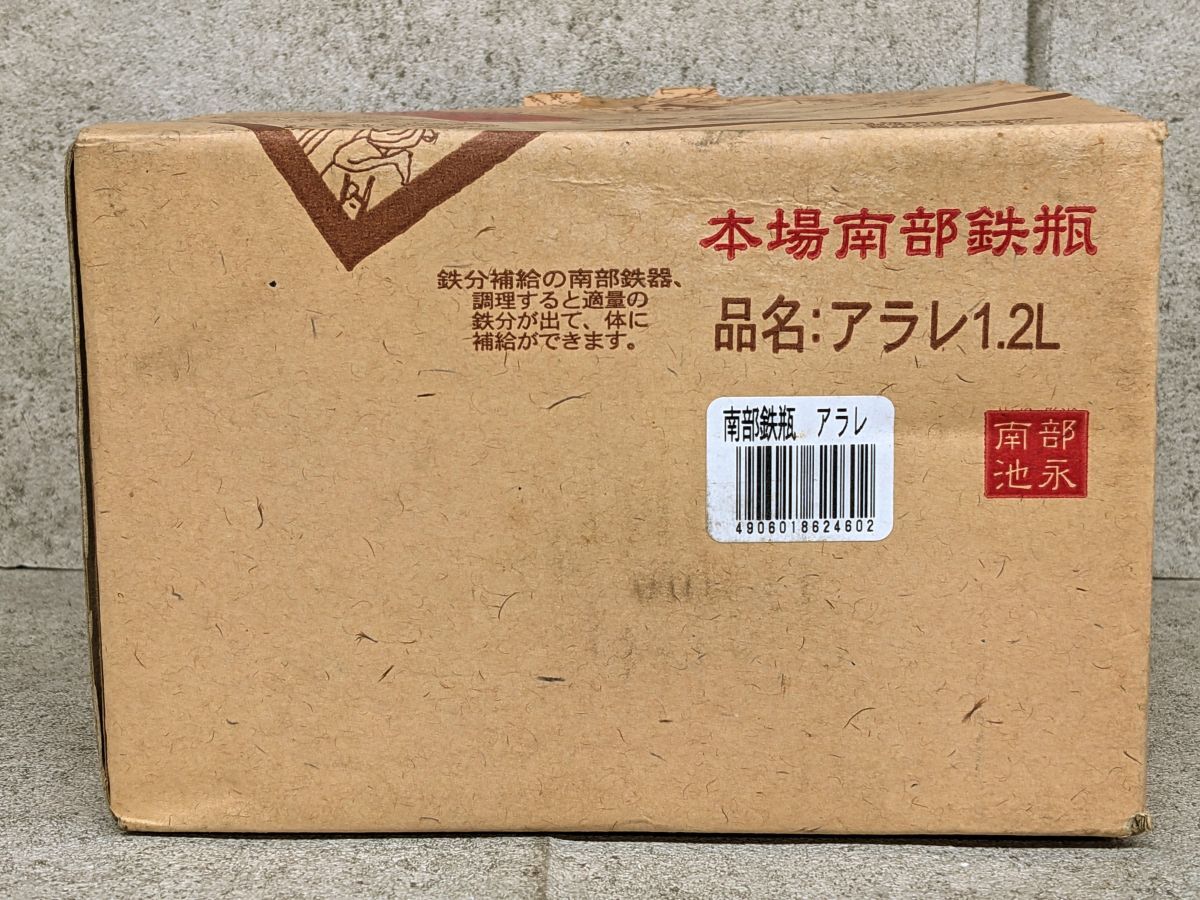 本場南部鉄瓶
鉄分補給の南部鉄器、
調理すると適量の
鉄分が出て、体に
補給ができます。
品名:アラレ1.2L
南部鉄瓶 アラレ
4906018624602
南部
池永